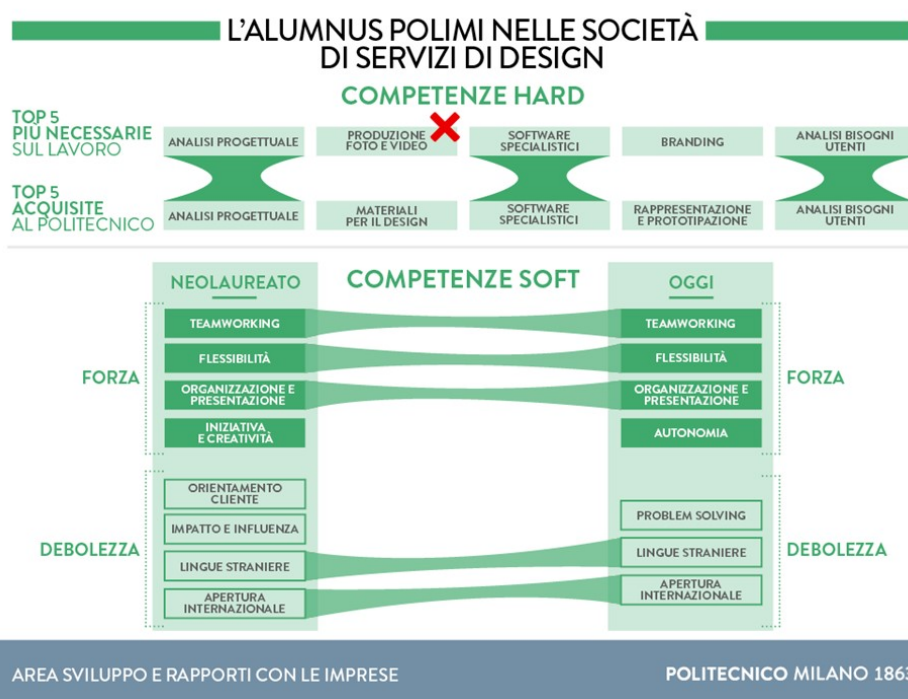 L'ALUMNUS POLIMI NELLE SOCIETÀ
DI SERVIZI DI DESIGN
COMPETENZE HARD
TOP 5
PIÙ NECESSARIE
SUL LAVORO
ANALISI PROGETTUALE
PRODUZIONE
FOTO E VIDEO
SOFTWARE
SPECIALISTICI
BRANDING
ANALISI BISOGNI
UTENTI
TOP 5
ACQUISITE
AL POLITECNICO
ANALISI PROGETTUALE
MATERIALI
PER IL DESIGN
SOFTWARE
SPECIALISTICI
RAPPRESENTAZIONE
E PROTOTIPAZIONE
ANALISI BISOGNI
UTENTI
COMPETENZE SOFT
NEOLAUREATO
OGGI
FORZA
TEAMWORKING
FLESSIBILITÀ
ORGANIZZAZIONE E
PRESENTAZIONE
INIZIATIVA
E CREATIVITÀ
TEAMWORKING
FLESSIBILITÀ
ORGANIZZAZIONE E
PRESENTAZIONE
AUTONOMIA
FORZA
DEBOLEZZA
ORIENTAMENTO
CLIENTE
IMPATTO E INFLUENZA
LINGUE STRANIERE
APERTURA
INTERNAZIONALE
PROBLEM SOLVING
LINGUE STRANIERE
APERTURA
INTERNAZIONALE
DEBOLEZZA
AREA SVILUPPO E RAPPORTI CON LE IMPRESE
POLITECNICO MILANO 1863